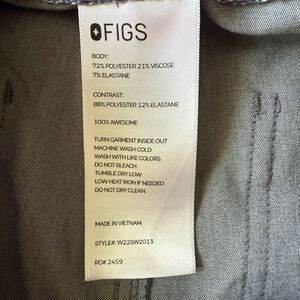 FIGS
BODY:
72% POLYESTER 21% VISCOSE
7% ELASTANE
CONTRAST:
88% POLYESTER 12% ELASTANE
100% AWESOME
TURN GARMENT INSIDE OUT
MACHINE WASH COLD
WASH WITH LIKE COLORS
DO NOT BLEACH
TUMBLE DRY LOW
LOW HEAT IRON IF NEEDED
DO NOT DRY CLEAN
MADE IN VIETNAM
STYLE#: W22SW2013
PO# 2459